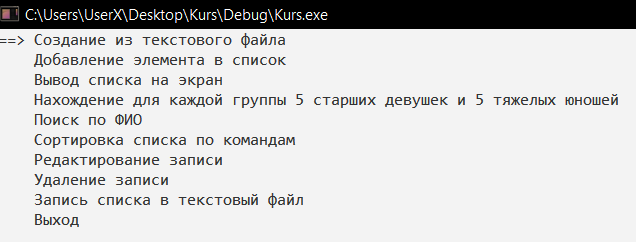 C:\Users\UserX\Desktop\Kurs\Debug\Kurs.exe
==> Создание из текстового файла
Добавление элемента в список
Вывод списка на экран
Нахождение для каждой группы 5 старших девушек и 5 тяжелых юношей
Поиск по ФИО
Сортировка списка по командам
Редактирование записи
Удаление записи
Запись списка в текстовый файл
Выход